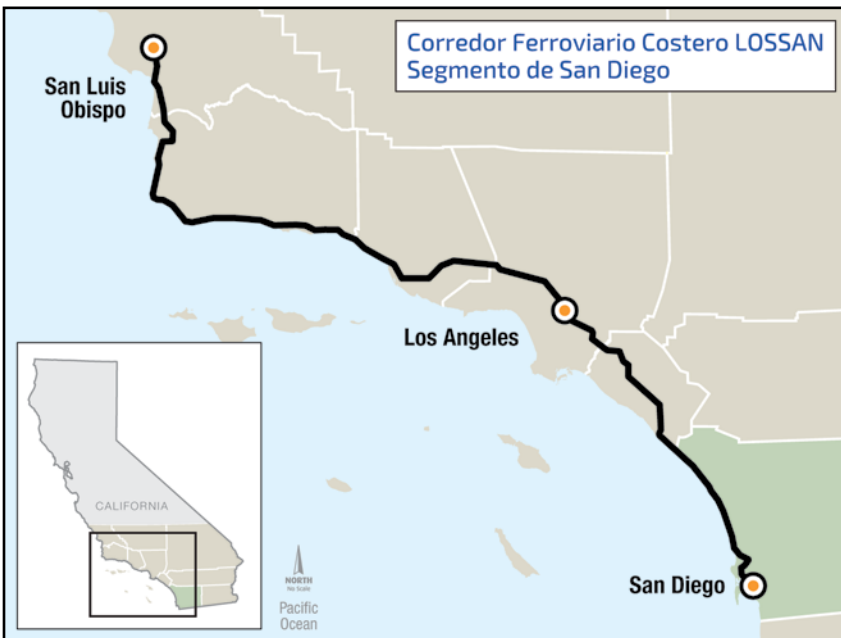 Corredor Ferroviario Costero LOSSAN
Segmento de San Diego
San Luis
Obispo
Los Angeles
CALIFORNIA
San Diego
NORTH
No Scale
Pacific
Ocean